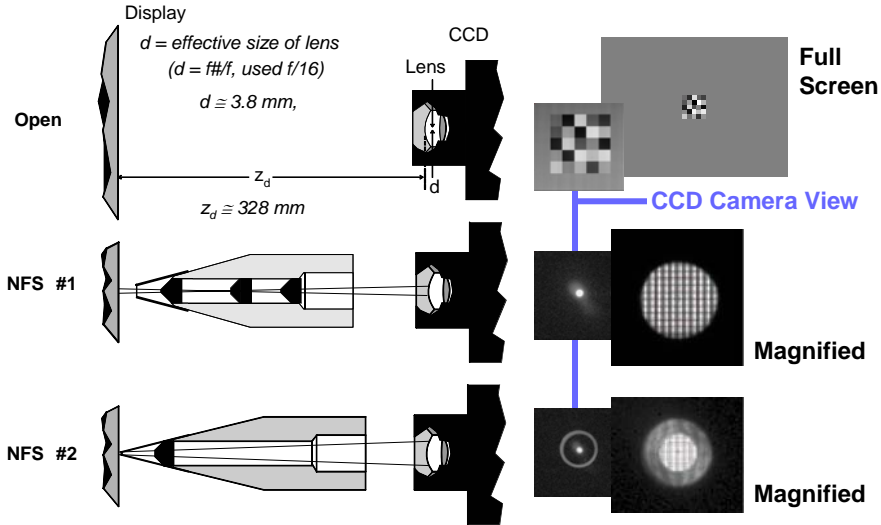 Display
d = effective size of lens
(d = f#/f, used f/16)
d ≅ 3.8 mm,
CCD
Lens
Full
Screen
Open
z_d
d
z_d ≅ 328 mm
CCD Camera View
NFS #1
Magnified
NFS #2
Magnified